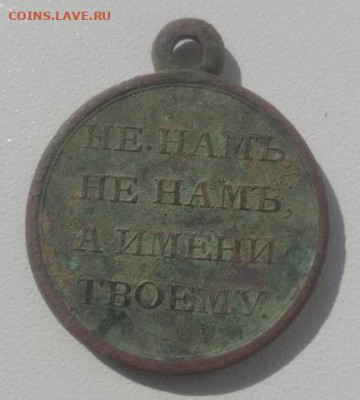 COINS.LAVE.RU
НЕ НАМЪ,
НЕ НАМЪ,
А ИМЕНИ
ТВОЕМУ.